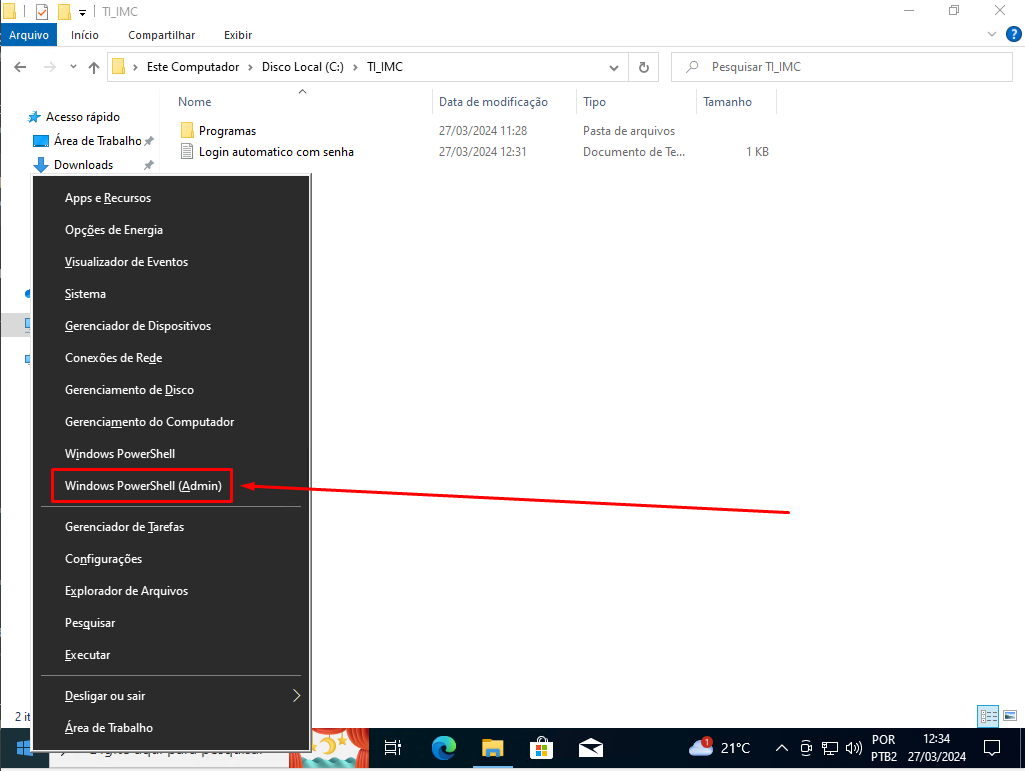 TI_IMC
Arquivo Início Compartilhar Exibir
Este Computador Disco Local (C:) TI_IMC Pesquisar TI_IMC
Nome Data de modificação Tipo Tamanho
Acesso rápido
Área de Trabalho
Downloads
Programas 27/03/2024 11:28 Pasta de arquivos
Login automatico com senha 27/03/2024 12:31 Documento de Te... 1 KB
Apps e Recursos
Opções de Energia
Visualizador de Eventos
Sistema
Gerenciador de Dispositivos
Conexões de Rede
Gerenciamento de Disco
Gerenciamento do Computador
Windows PowerShell
Windows PowerShell (Admin)
Gerenciador de Tarefas
Configurações
Explorador de Arquivos
Pesquisar
Executar
Desligar ou sair
Área de Trabalho
2 it
1 21°C POR 12:34
PTB2 27/03/2024